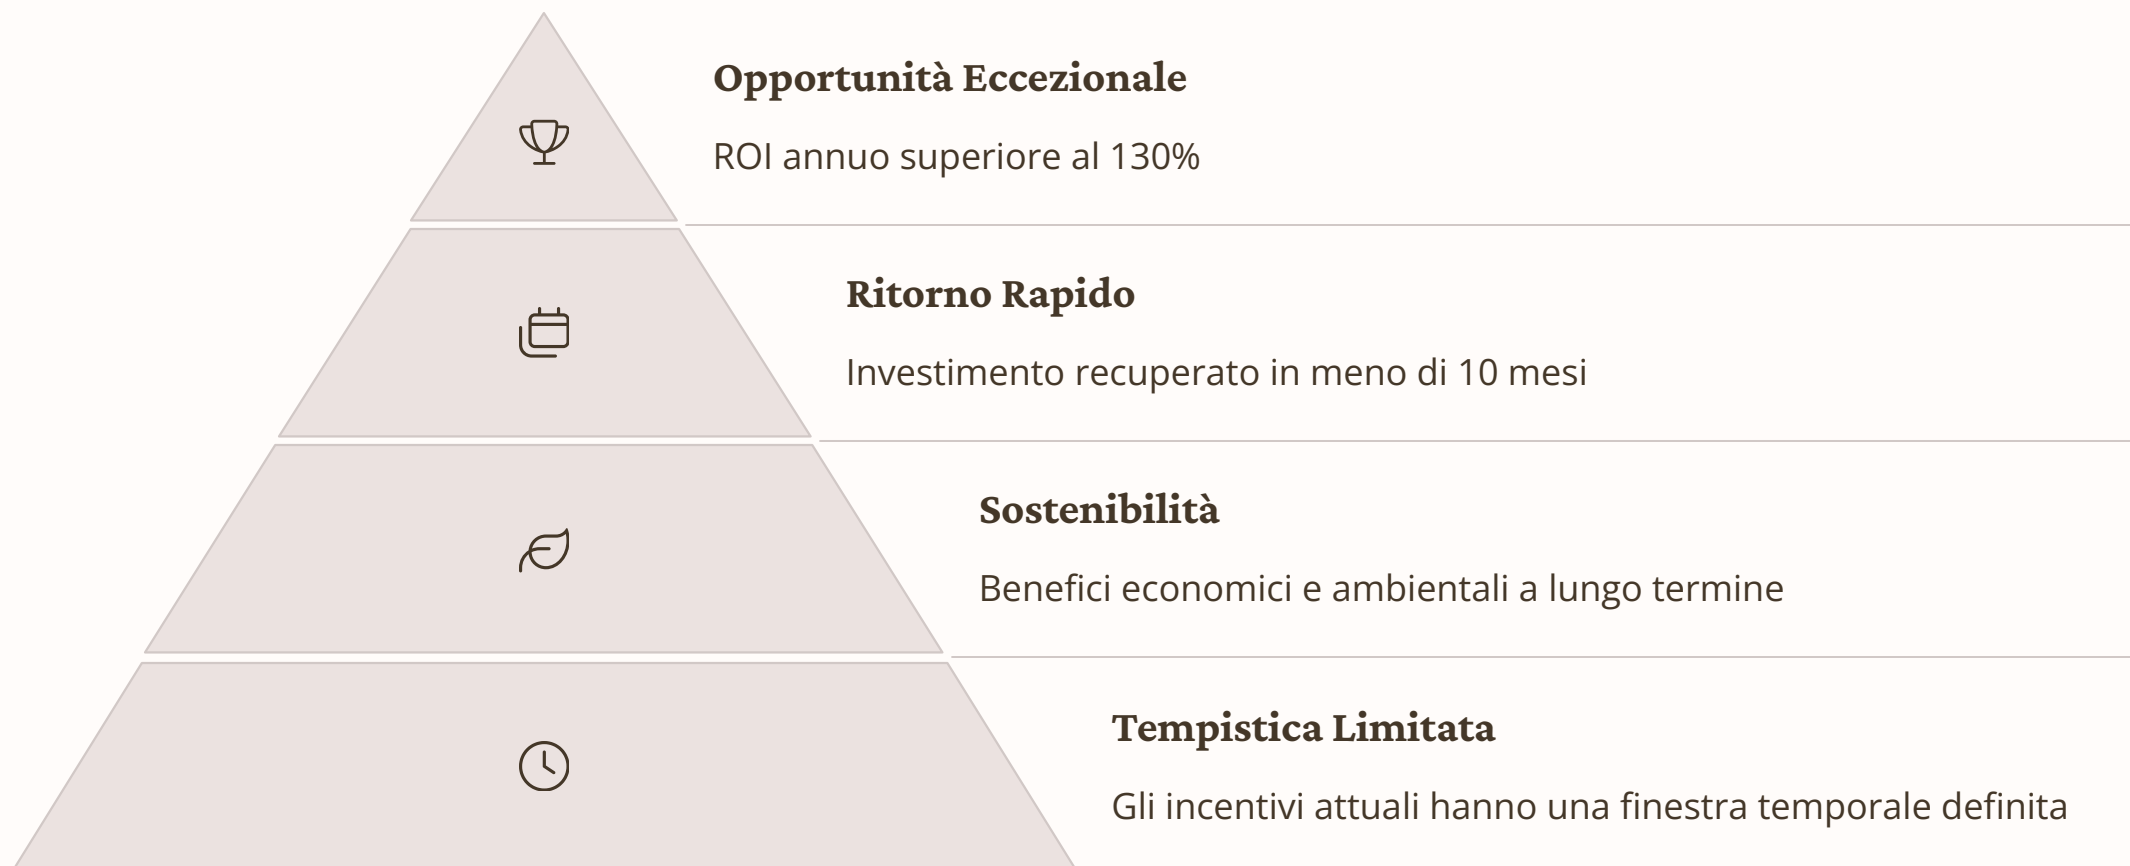 Opportunità Eccezionale
ROI annuo superiore al 130%
Ritorno Rapido
Investimento recuperato in meno di 10 mesi
Sostenibilità
Benefici economici e ambientali a lungo termine
Tempistica Limitata
Gli incentivi attuali hanno una finestra temporale definita